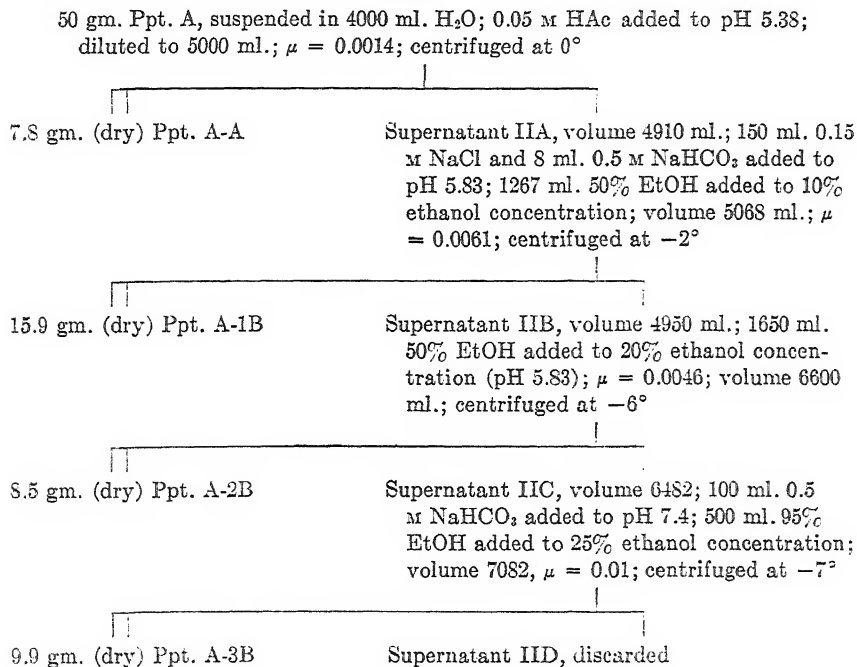 50 gm. Ppt. A, suspended in 4000 ml. H₂O; 0.05 M HAc added to pH 5.38;
diluted to 5000 ml.; μ = 0.0014; centrifuged at 0°
7.8 gm. (dry) Ppt. A-A
Supernatant IIA, volume 4910 ml.; 150 ml. 0.15
M NaCl and 8 ml. 0.5 M NaHCO₃ added to
pH 5.83; 1267 ml. 50% EtOH added to 10%
ethanol concentration; volume 5068 ml.; μ
= 0.0061; centrifuged at −2°
15.9 gm. (dry) Ppt. A-1B
Supernatant IIB, volume 4950 ml.; 1650 ml.
50% EtOH added to 20% ethanol concen-
tration (pH 5.83); μ = 0.0046; volume 6600
ml.; centrifuged at −6°
8.5 gm. (dry) Ppt. A-2B
Supernatant IIC, volume 6482; 100 ml. 0.5
M NaHCO₃ added to pH 7.4; 500 ml. 95%
EtOH added to 25% ethanol concentration;
volume 7082, μ = 0.01; centrifuged at −7°
9.9 gm. (dry) Ppt. A-3B
Supernatant IID, discarded